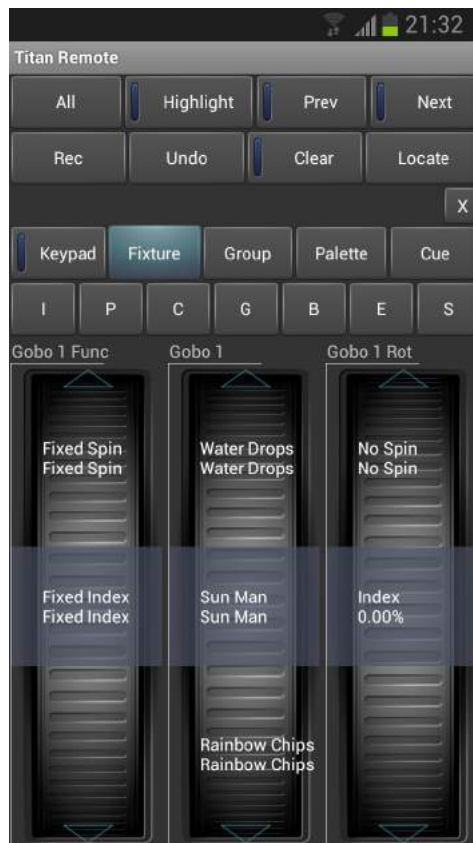 21:32
Titan Remote
All Highlight Prev Next
Rec Undo Clear Locate
X
Keypad Fixture Group Palette Cue
I P C G B E S
Gobo 1 Func Gobo 1 Gobo 1 Rot
Fixed Spin Water Drops No Spin
Fixed Spin Water Drops No Spin
Fixed Index Sun Man Index
Fixed Index Sun Man 0.00%
Rainbow Chips
Rainbow Chips